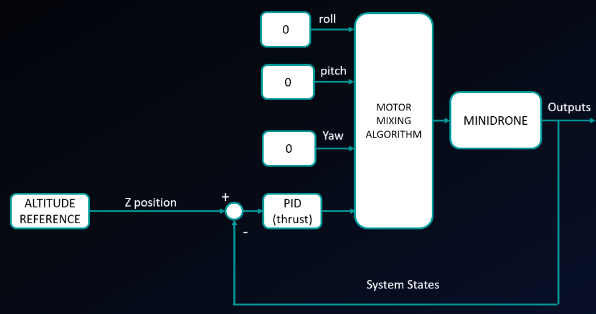 0
roll
0
pitch
0
Yaw
MOTOR
MIXING
ALGORITHM
MINIDRONE
Outputs
ALTITUDE
REFERENCE
Z position
+
-
PID
(thrust)
System States